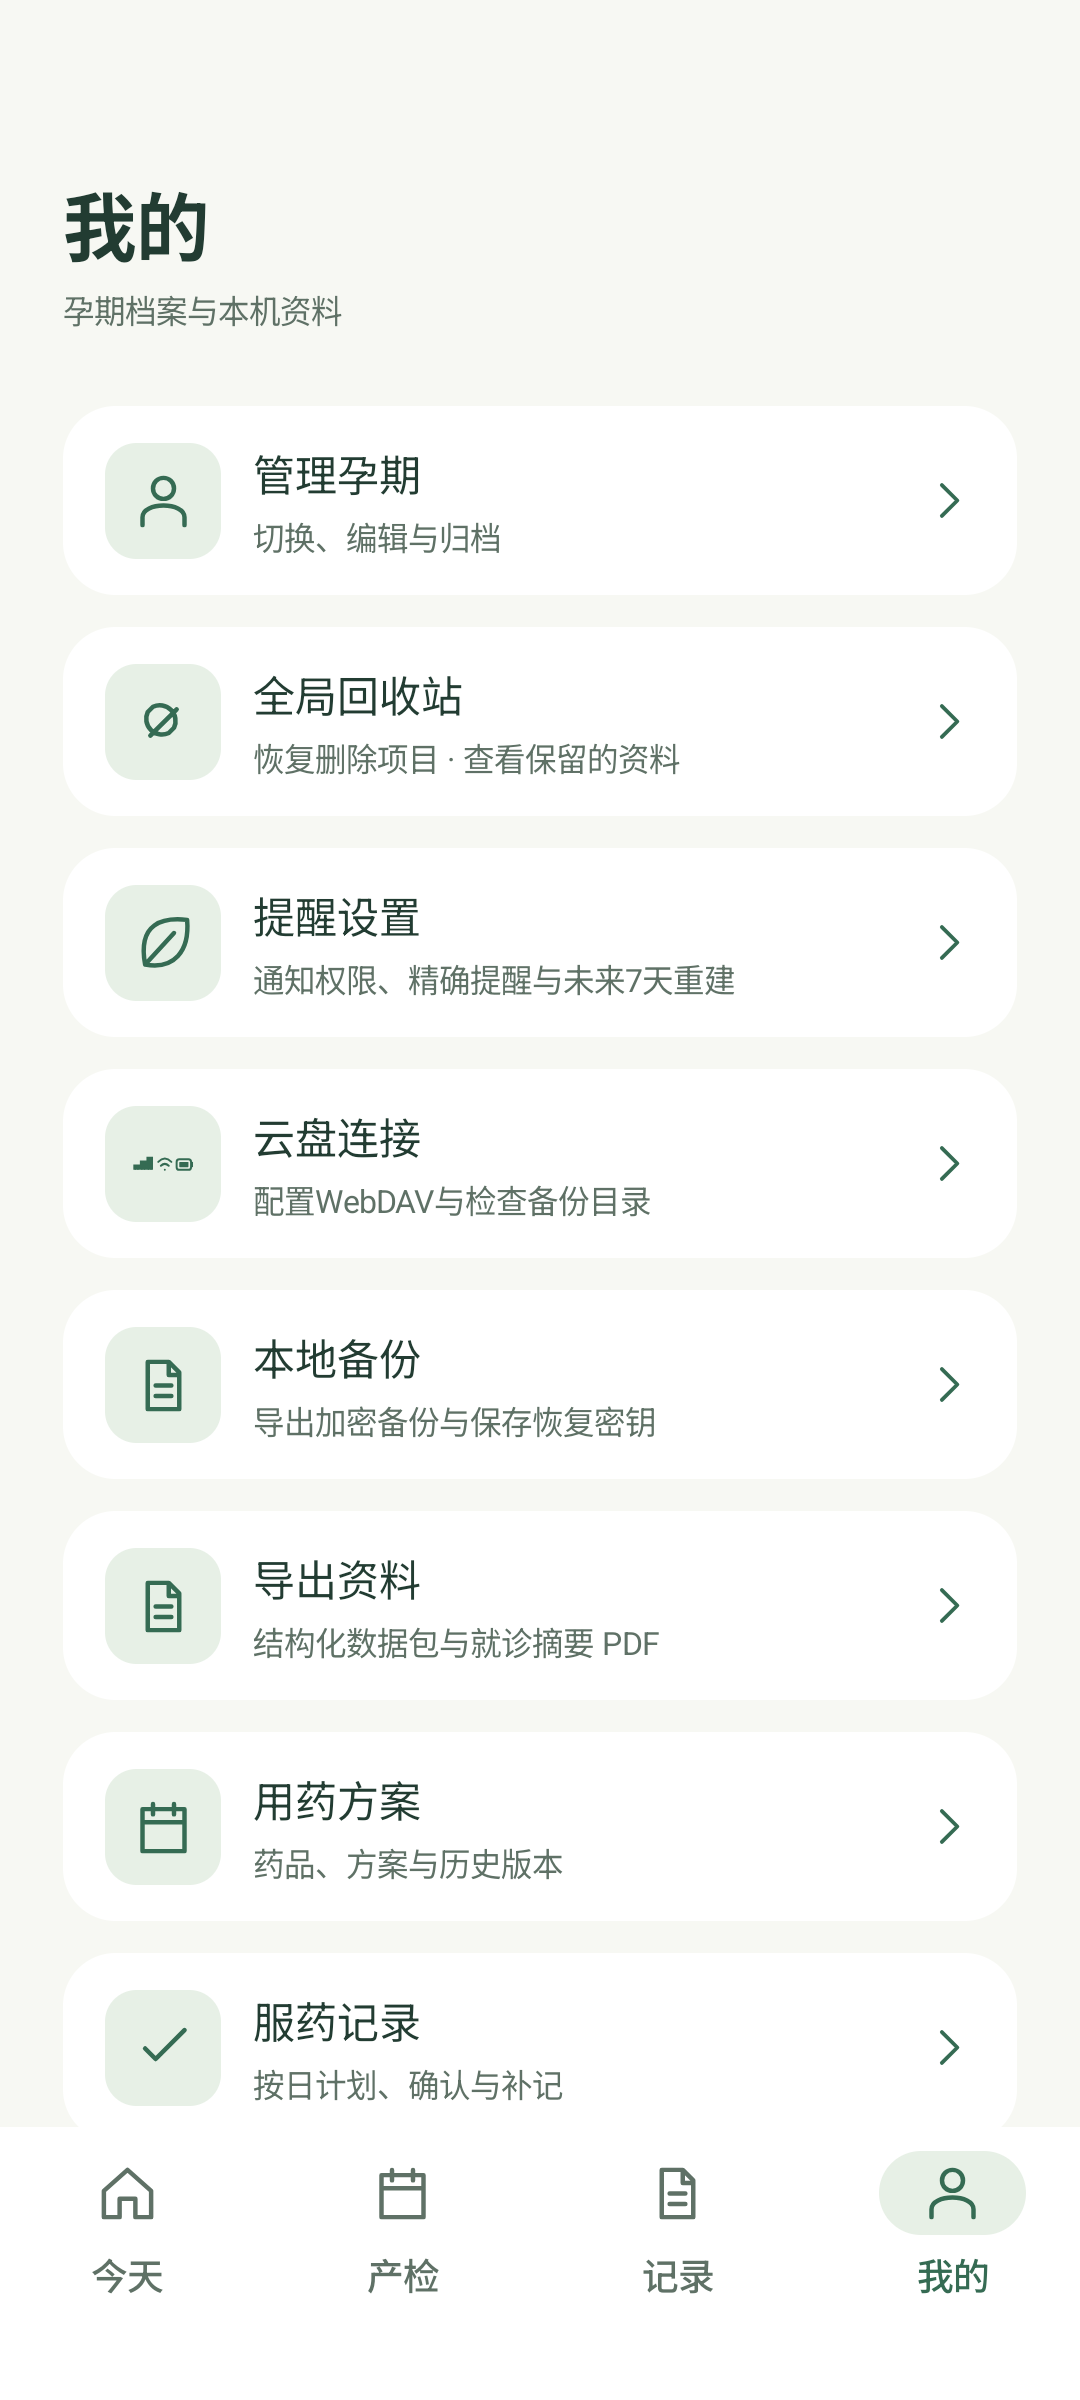 我的
孕期档案与本机资料
管理孕期
切换、编辑与归档
全局回收站
恢复删除项目 · 查看保留的资料
提醒设置
通知权限、精确提醒与未来7天重建
云盘连接
配置WebDAV与检查备份目录
本地备份
导出加密备份与保存恢复密钥
导出资料
结构化数据包与就诊摘要 PDF
用药方案
药品、方案与历史版本
服药记录
按日计划、确认与补记
今天
产检
记录
我的